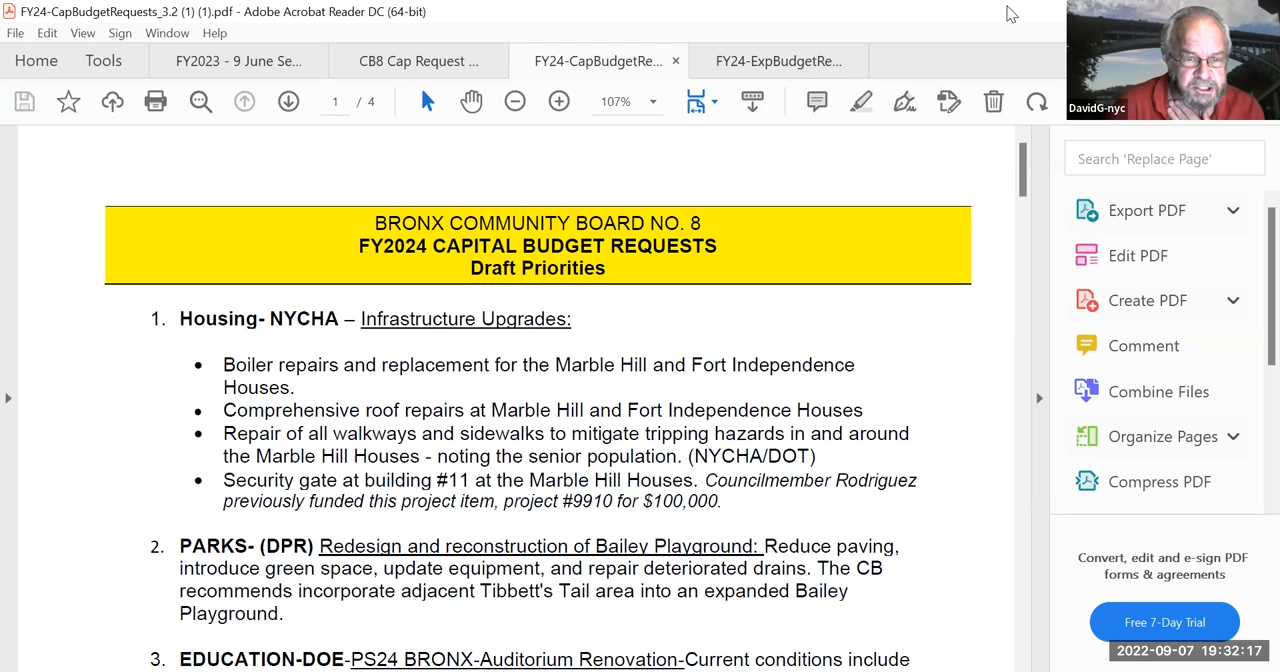 FY24-CapBudgetRequests_3.2 (1) (1).pdf - Adobe Acrobat Reader DC (64-bit)
File Edit View Sign Window Help
Home Tools FY2023 - 9 June Se... CB8 Cap Request ... FY24-CapBudgetRe... × FY24-ExpBudgetRe...
1 / 4 107%
DavidG-nyc
Search 'Replace Page'
Export PDF
Edit PDF
Create PDF
Comment
Combine Files
Organize Pages
Compress PDF
Convert, edit and e-sign PDF
forms & agreements
Free 7-Day Trial
BRONX COMMUNITY BOARD NO. 8
FY2024 CAPITAL BUDGET REQUESTS
Draft Priorities
1. Housing- NYCHA – Infrastructure Upgrades:
• Boiler repairs and replacement for the Marble Hill and Fort Independence
Houses.
• Comprehensive roof repairs at Marble Hill and Fort Independence Houses
• Repair of all walkways and sidewalks to mitigate tripping hazards in and around
the Marble Hill Houses - noting the senior population. (NYCHA/DOT)
• Security gate at building #11 at the Marble Hill Houses. Councilmember Rodriguez
previously funded this project item, project #9910 for $100,000.
2. PARKS- (DPR) Redesign and reconstruction of Bailey Playground: Reduce paving,
introduce green space, update equipment, and repair deteriorated drains. The CB
recommends incorporate adjacent Tibbett's Tail area into an expanded Bailey
Playground.
3. EDUCATION-DOE-PS24 BRONX-Auditorium Renovation-Current conditions include
2022-09-07 19:32:17